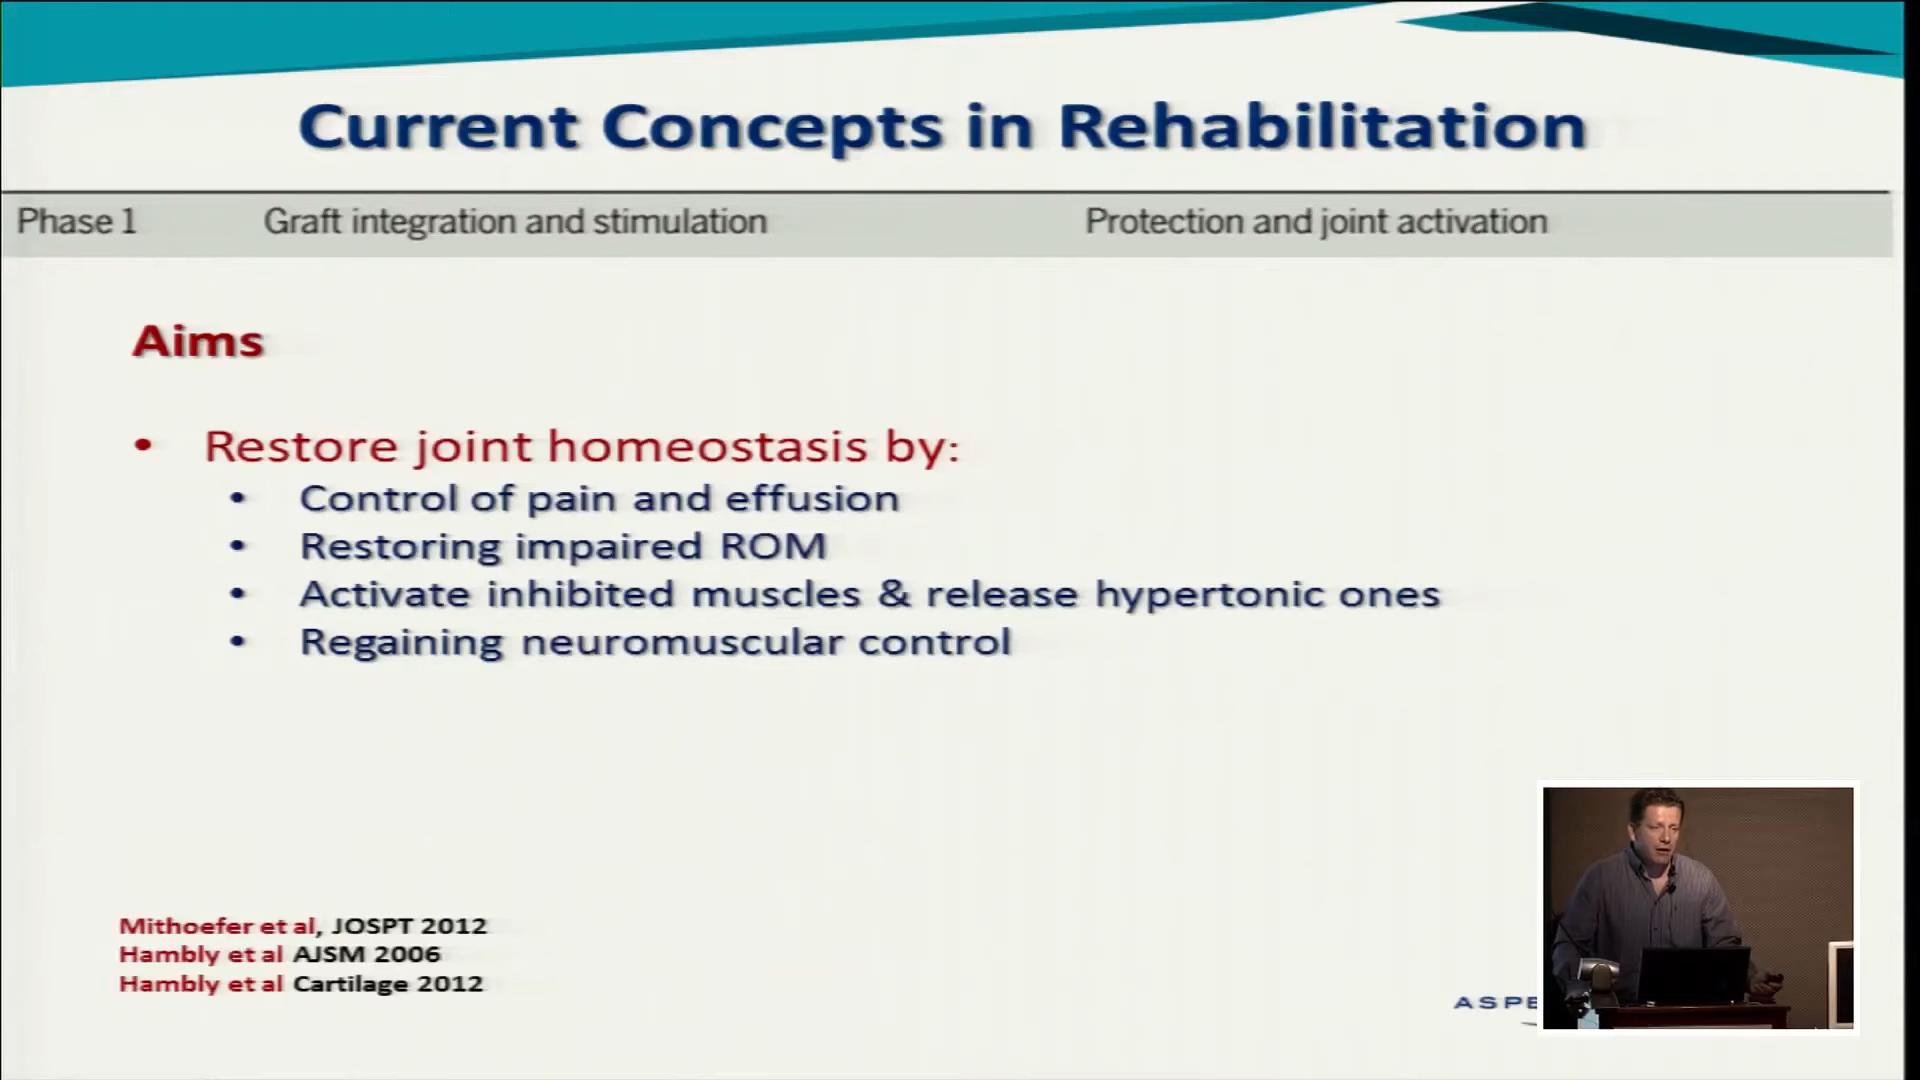 Current Concepts in Rehabilitation
Phase 1 Graft integration and stimulation Protection and joint activation
Aims
• Restore joint homeostasis by:
• Control of pain and effusion
• Restoring impaired ROM
• Activate inhibited muscles & release hypertonic ones
• Regaining neuromuscular control
Mithoefer et al, JOSPT 2012
Hambly et al AJSM 2006
Hambly et al Cartilage 2012